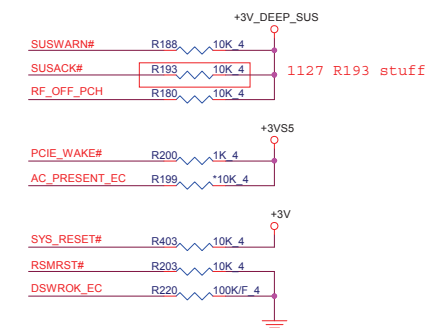 +3V_DEEP_SUS
SUSWARN# R188 10K_4
SUSACK# R193 10K_4 1127 R193 stuff
RF_OFF_PCH R180 10K_4
+3VS5
PCIE_WAKE# R200 1K_4
AC_PRESENT_EC R199 *10K_4
+3V
SYS_RESET# R403 10K_4
RSMRST# R203 10K_4
DSWROK_EC R220 100K/F_4